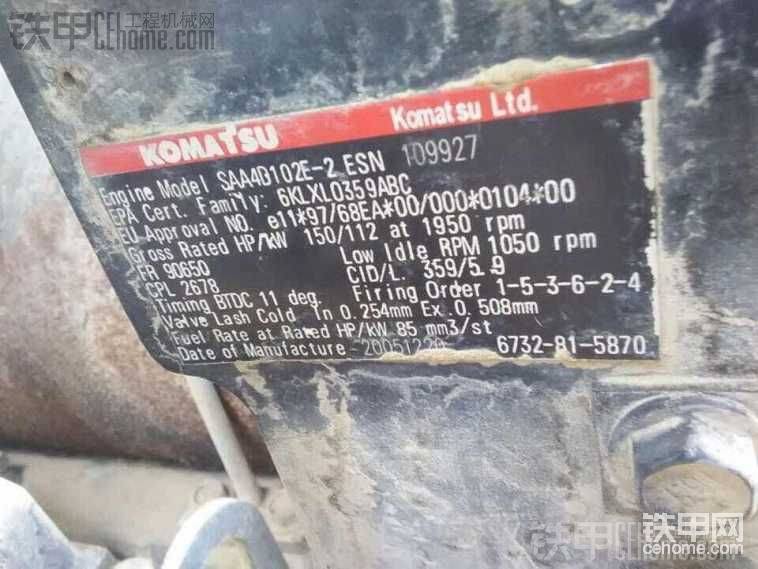 铁甲 工程机械网
CEhome.com
KOMATSU Komatsu Ltd.
Engine Model SAA4D102E-2 ESN 109927
EPA Cert. Family: 6KLXL0359ABC
EU Approval NO. e11*97/68EA*00/000*0104*00
Gross Rated HP/kW 150/112 at 1950 rpm
FR 90650 Low Idle RPM 1050 rpm
CPL 2678 CID/L. 359/5.9
Timing BTDC 11 deg. Firing Order 1-5-3-6-2-4
Valve Lash Cold In 0.254mm Ex.0.508mm
Fuel Rate at Rated HP/kW 85 mm3/st
Date of Manufacture 20051220 6732-81-5870
铁甲网
cehome.com